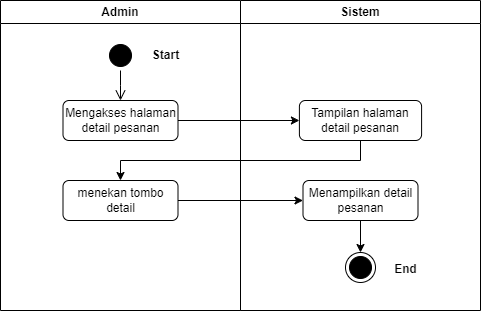 Admin
Sistem
Start
Mengakses halaman
detail pesanan
Tampilan halaman
detail pesanan
menekan tombo
detail
Menampilkan detail
pesanan
End